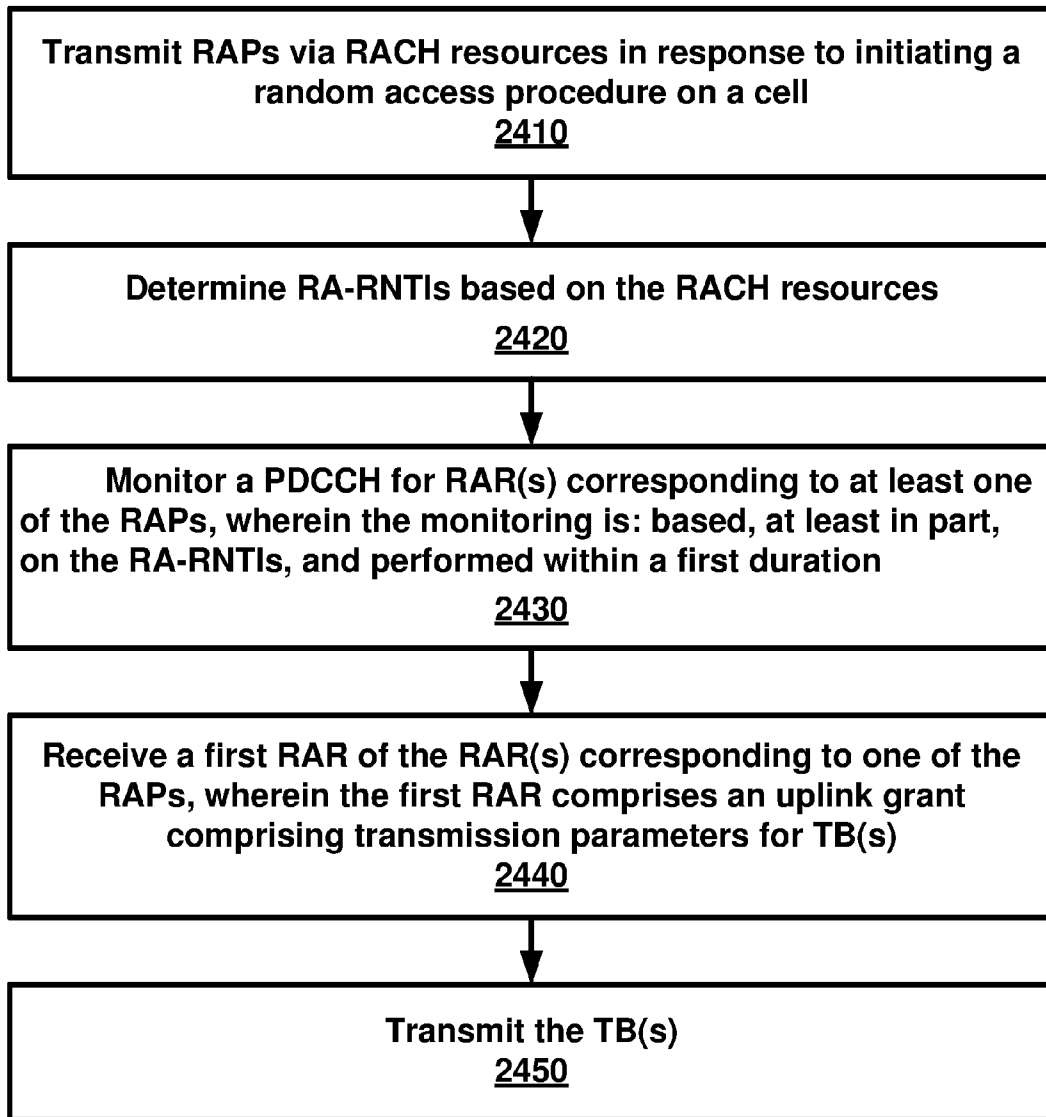 Transmit RAPs via RACH resources in response to initiating a
random access procedure on a cell
2410
Determine RA-RNTIs based on the RACH resources
2420
Monitor a PDCCH for RAR(s) corresponding to at least one
of the RAPs, wherein the monitoring is: based, at least in part,
on the RA-RNTIs, and performed within a first duration
2430
Receive a first RAR of the RAR(s) corresponding to one of the
RAPs, wherein the first RAR comprises an uplink grant
comprising transmission parameters for TB(s)
2440
Transmit the TB(s)
2450